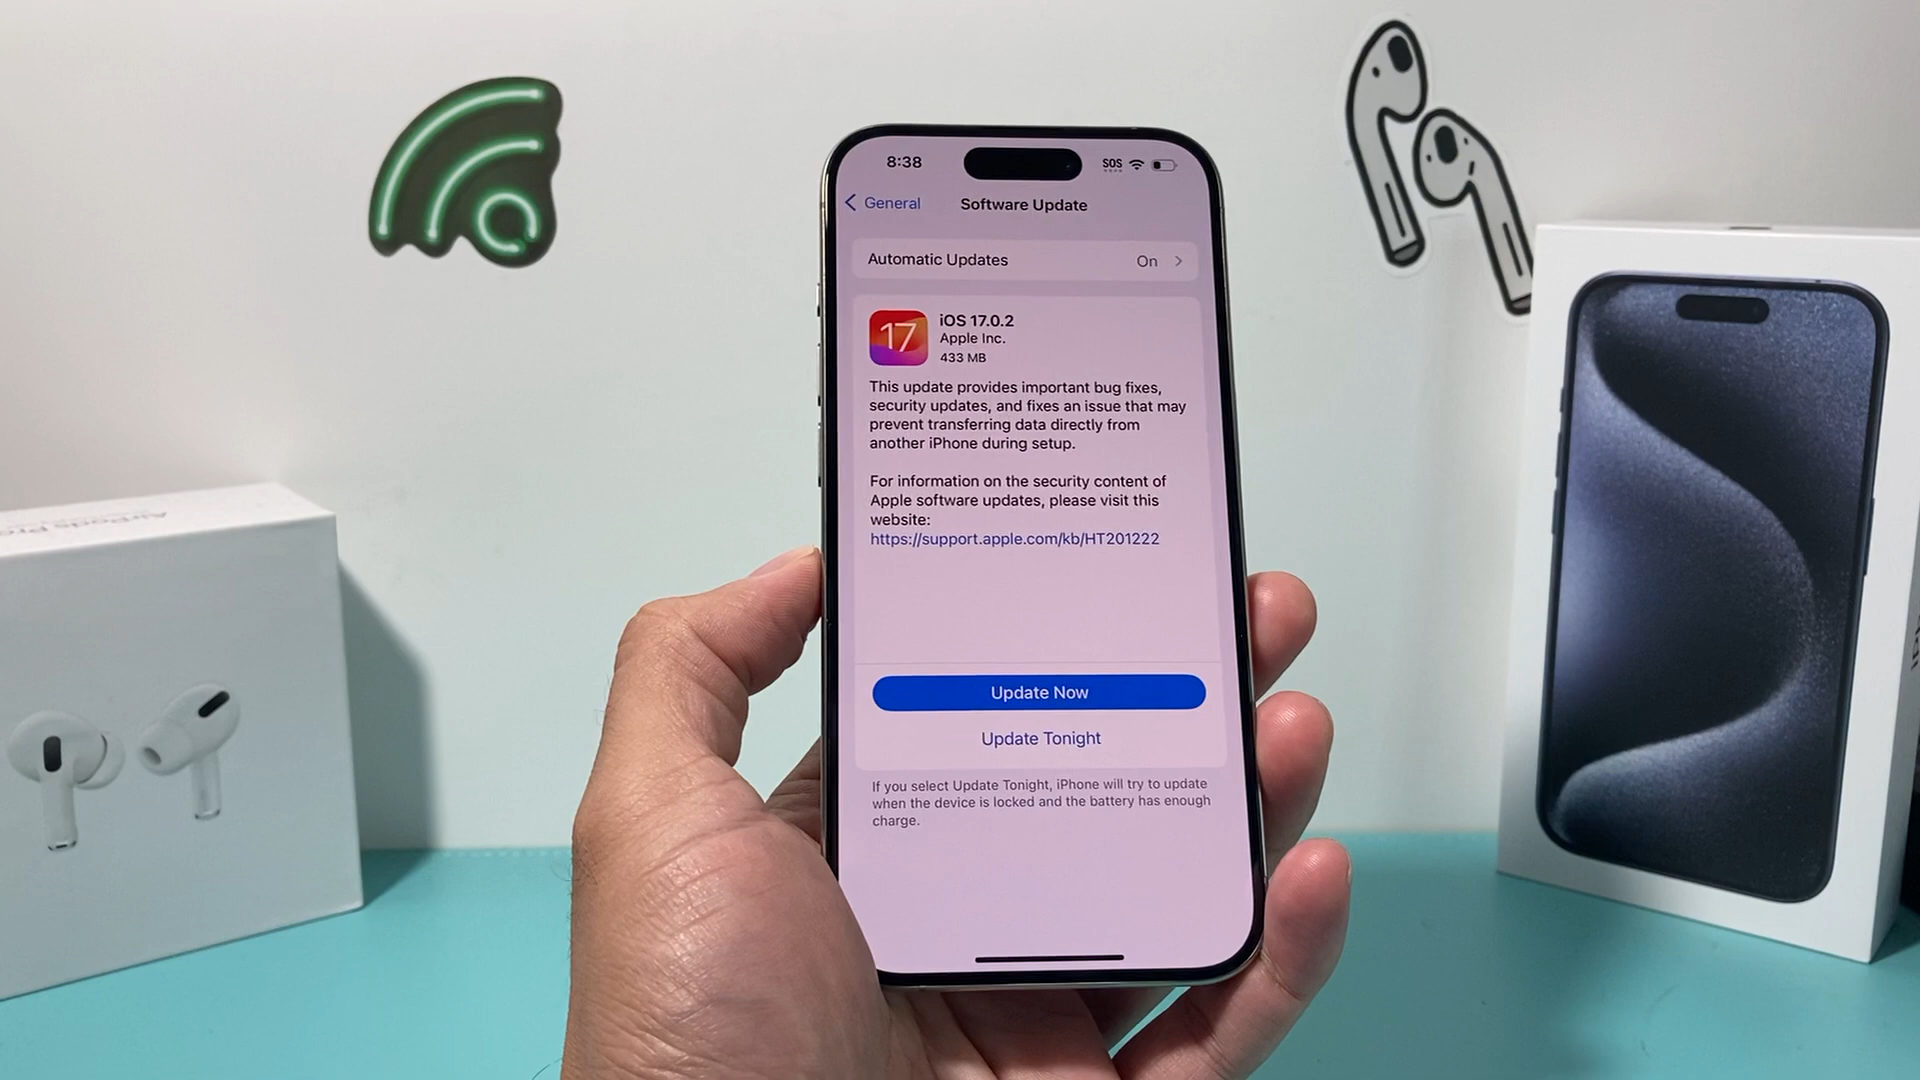 8:38
SOS
General
Software Update
Automatic Updates
On
17
iOS 17.0.2
Apple Inc.
433 MB
This update provides important bug fixes,
security updates, and fixes an issue that may
prevent transferring data directly from
another iPhone during setup.
For information on the security content of
Apple software updates, please visit this
website:
https://support.apple.com/kb/HT201222
Update Now
Update Tonight
If you select Update Tonight, iPhone will try to update
when the device is locked and the battery has enough
charge.
AirPods Pro